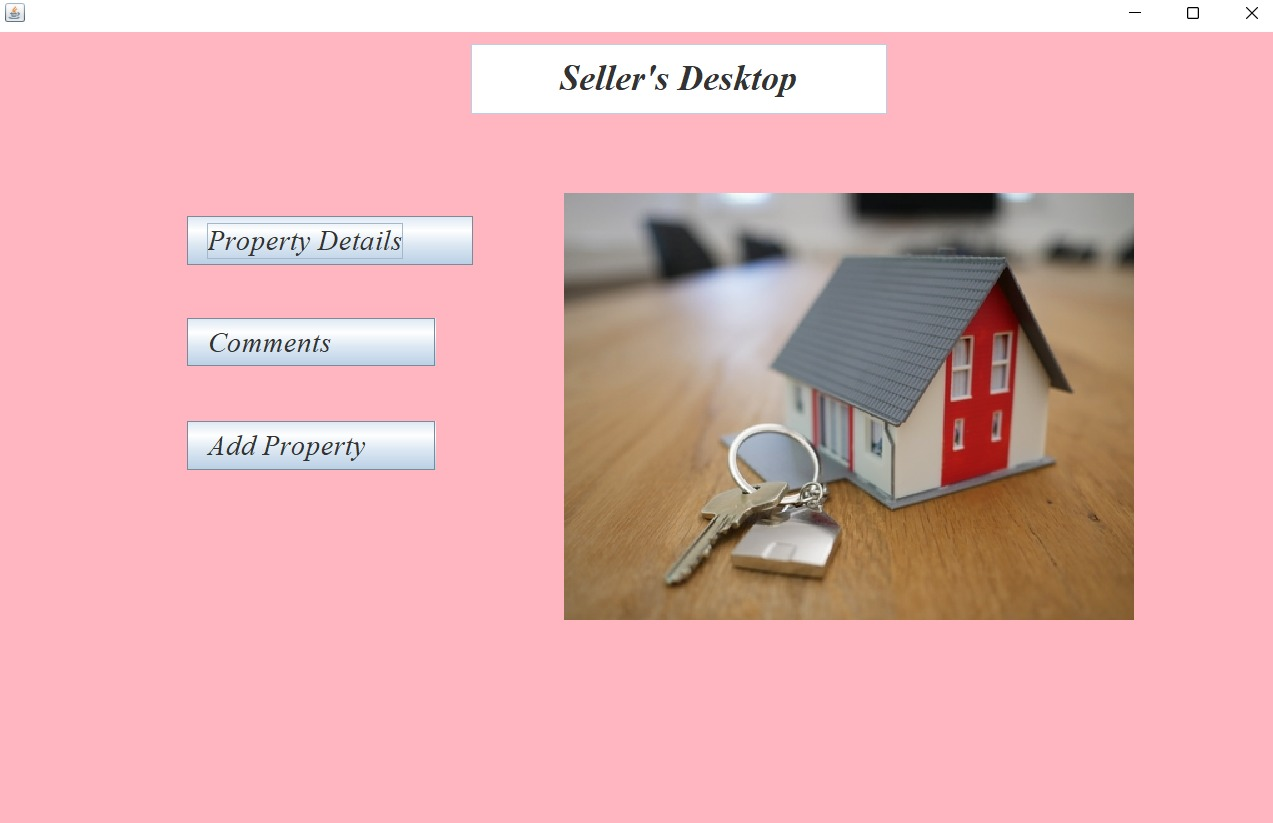 Seller's Desktop
Property Details
Comments
Add Property